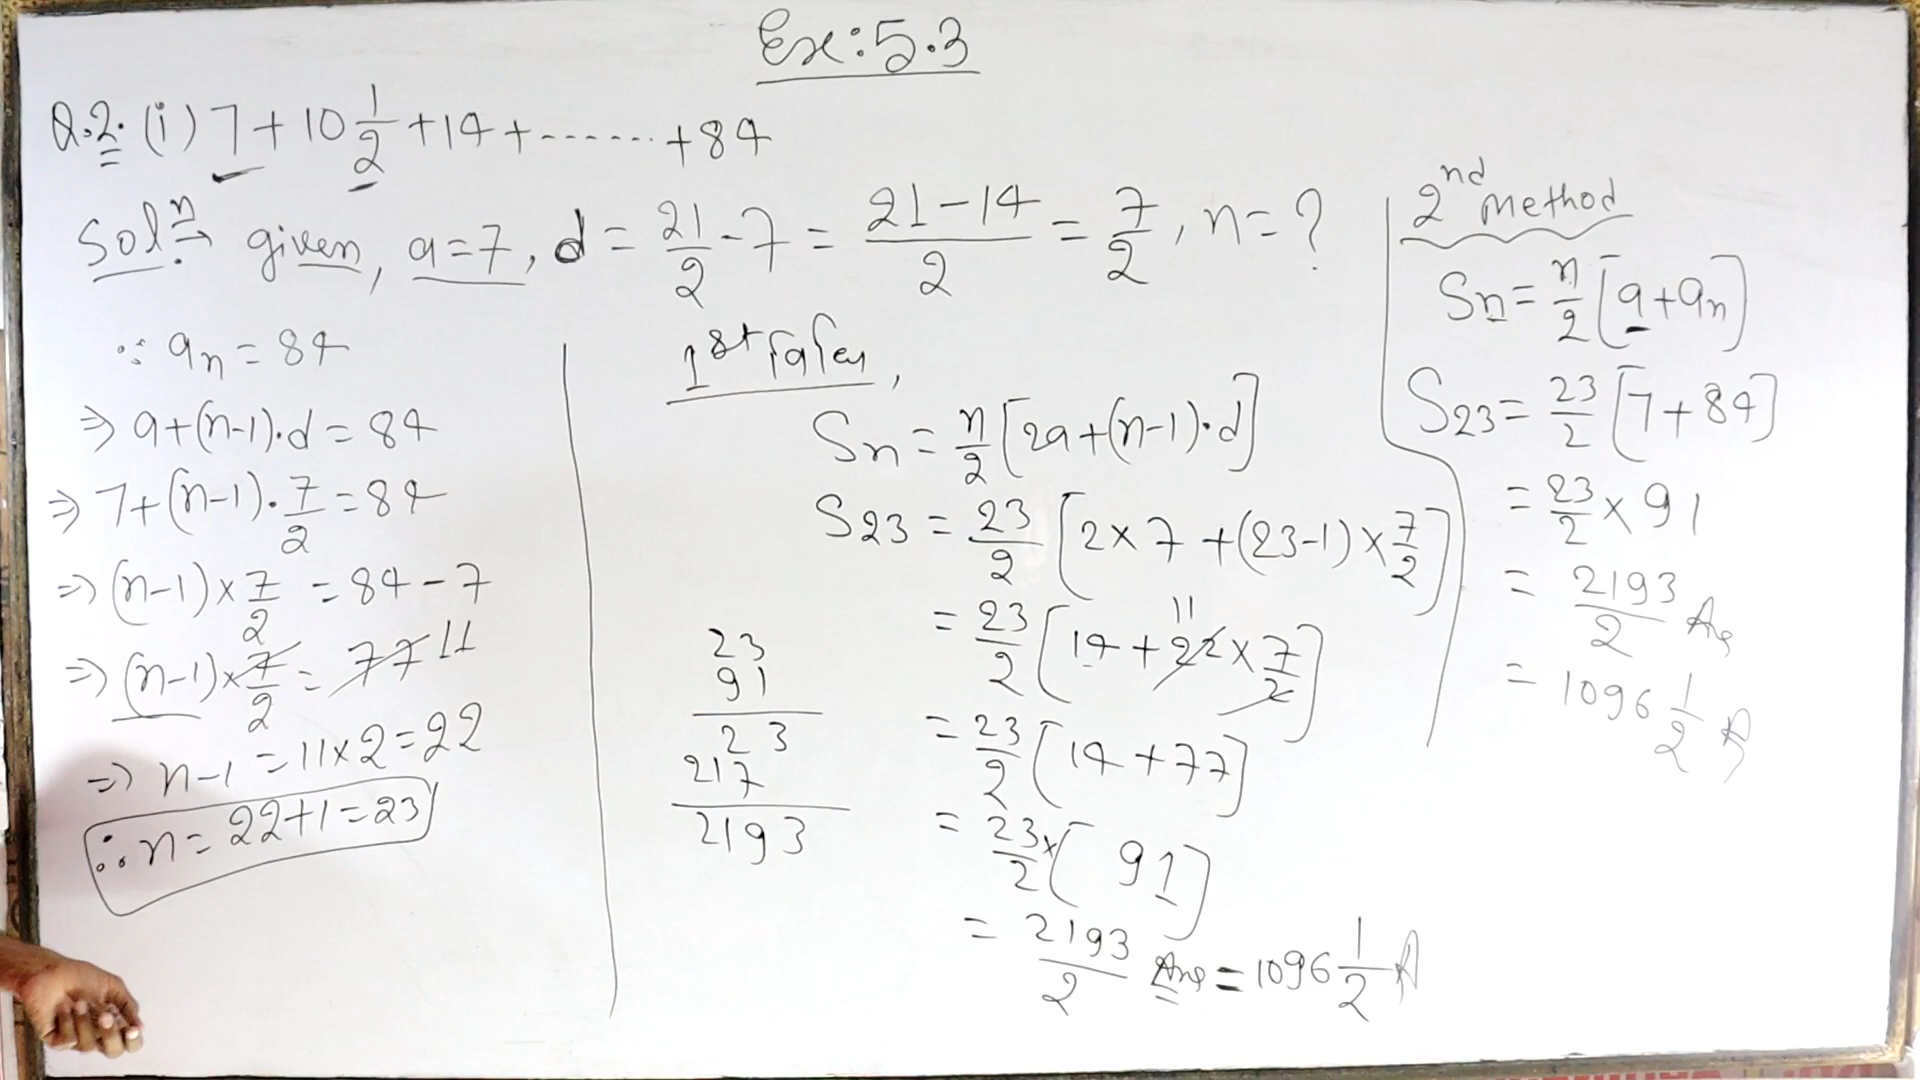 Ex:5.3
Q.2. (i) 7 + 10 1/2 + 14 + ....... + 84
Solⁿ. given, a=7, d = 21/2 - 7 = (21-14)/2 = 7/2, n=?
∵ aₙ = 84
⇒ a+(n-1).d = 84
⇒ 7+(n-1).7/2 = 84
⇒ (n-1)×7/2 = 84-7
⇒ (n-1)×7/2 = 77 11
⇒ n-1 = 11×2=22
∴ n= 22+1=23
1st
Sₙ = n/2 [2a+(n-1).d]
S₂₃ = 23/2 [2×7+(23-1)×7/2]
= 23/2 [14+22×7/2] 11
= 23/2 [14+77]
= 23/2 × [91]
= 2193/2 Ans = 1096 1/2 A
23
91
23
217
2193
2nd Method
Sₙ = n/2 [a+aₙ]
S₂₃ = 23/2 [7+84]
= 23/2 × 91
= 2193/2 Ans
= 1096 1/2 A